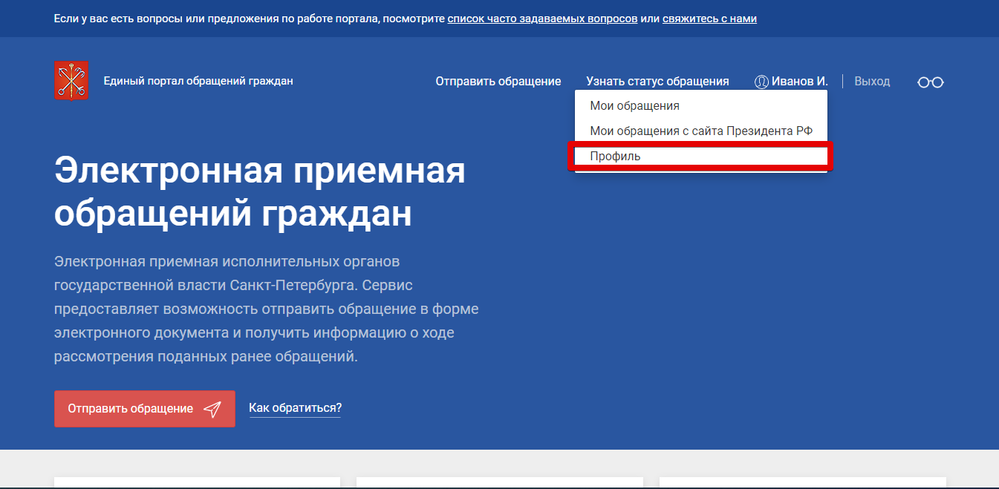 Если у вас есть вопросы или предложения по работе портала, посмотрите список часто задаваемых вопросов или свяжитесь с нами
Единый портал обращений граждан
Отправить обращение
Узнать статус обращения
Иванов И.
Выход
Мои обращения
Мои обращения с сайта Президента РФ
Профиль
Электронная приемная
обращений граждан
Электронная приемная исполнительных органов
государственной власти Санкт-Петербурга. Сервис
предоставляет возможность отправить обращение в форме
электронного документа и получить информацию о ходе
рассмотрения поданных ранее обращений.
Отправить обращение
Как обратиться?